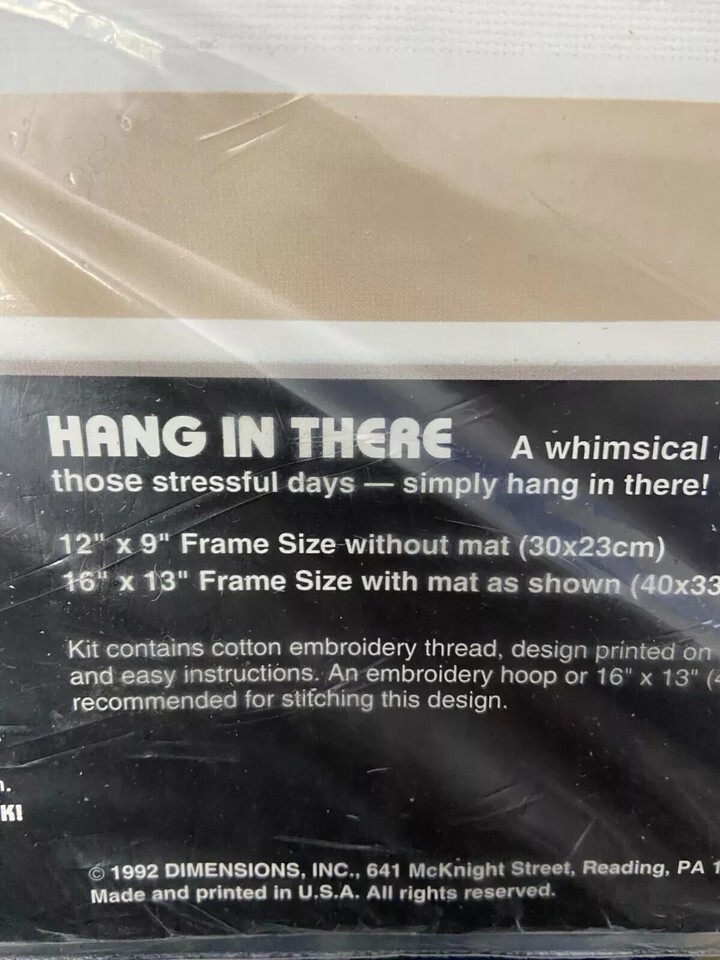 HANG IN THERE A whimsical
those stressful days — simply hang in there!
12" x 9" Frame Size without mat (30x23cm)
16" x 13" Frame Size with mat as shown (40x33
Kit contains cotton embroidery thread, design printed on
and easy instructions. An embroidery hoop or 16" x 13" (4
recommended for stitching this design.
K!
© 1992 DIMENSIONS, INC., 641 McKnight Street, Reading, PA 1
Made and printed in U.S.A. All rights reserved.